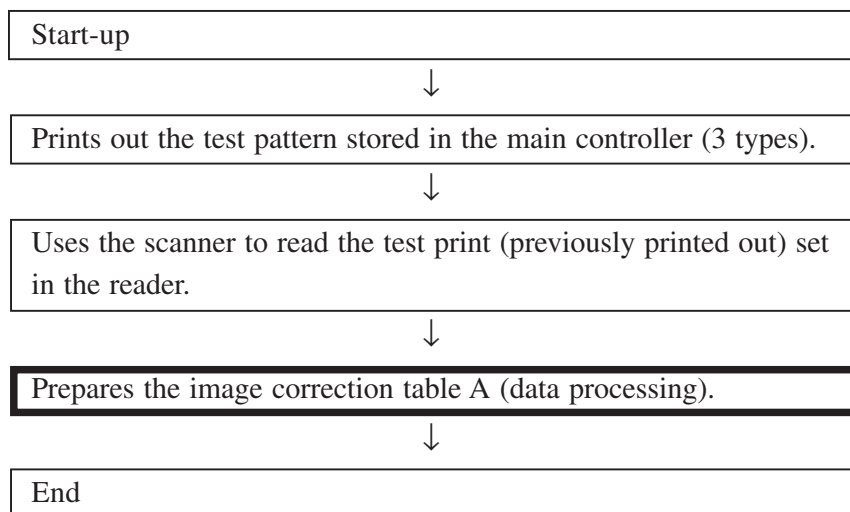 Start-up
↓
Prints out the test pattern stored in the main controller (3 types).
↓
Uses the scanner to read the test print (previously printed out) set
in the reader.
↓
Prepares the image correction table A (data processing).
↓
End